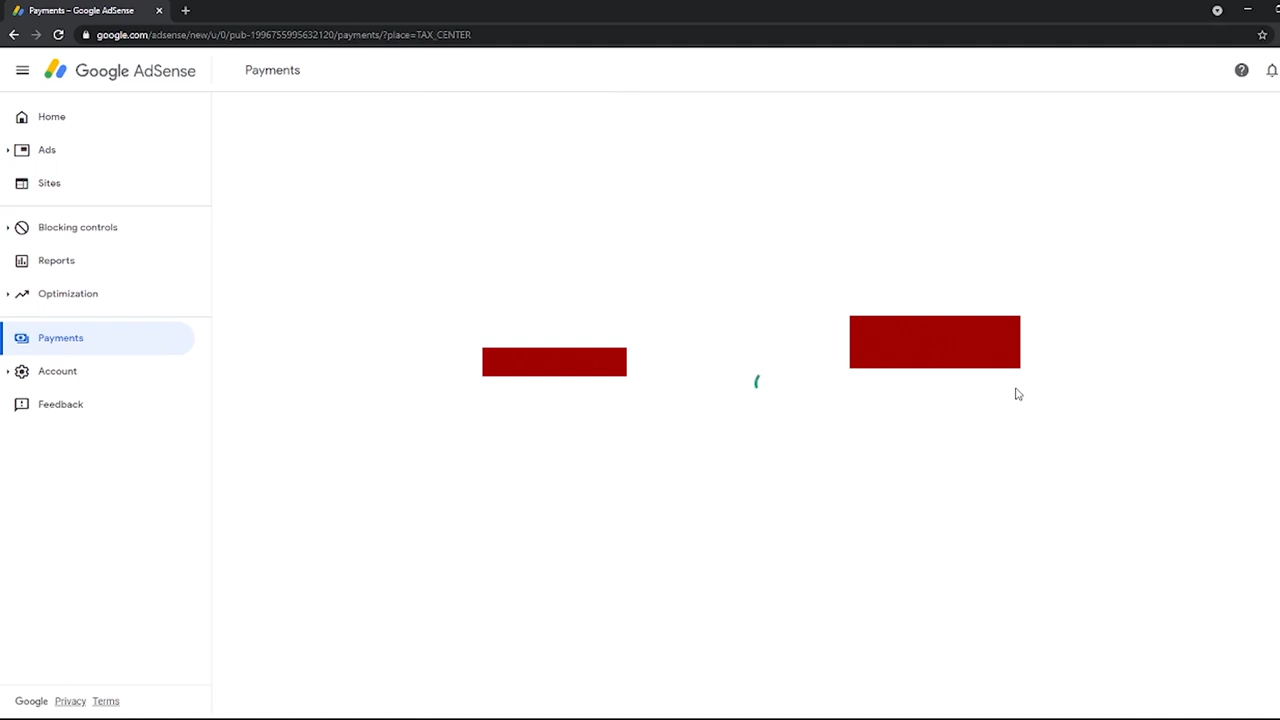 Payments – Google AdSense
google.com/adsense/new/u/0/pub-1996755995632120/payments/?place=TAX_CENTER
Google AdSense
Payments
Home
Ads
Sites
Blocking controls
Reports
Optimization
Payments
Account
Feedback
Google Privacy Terms